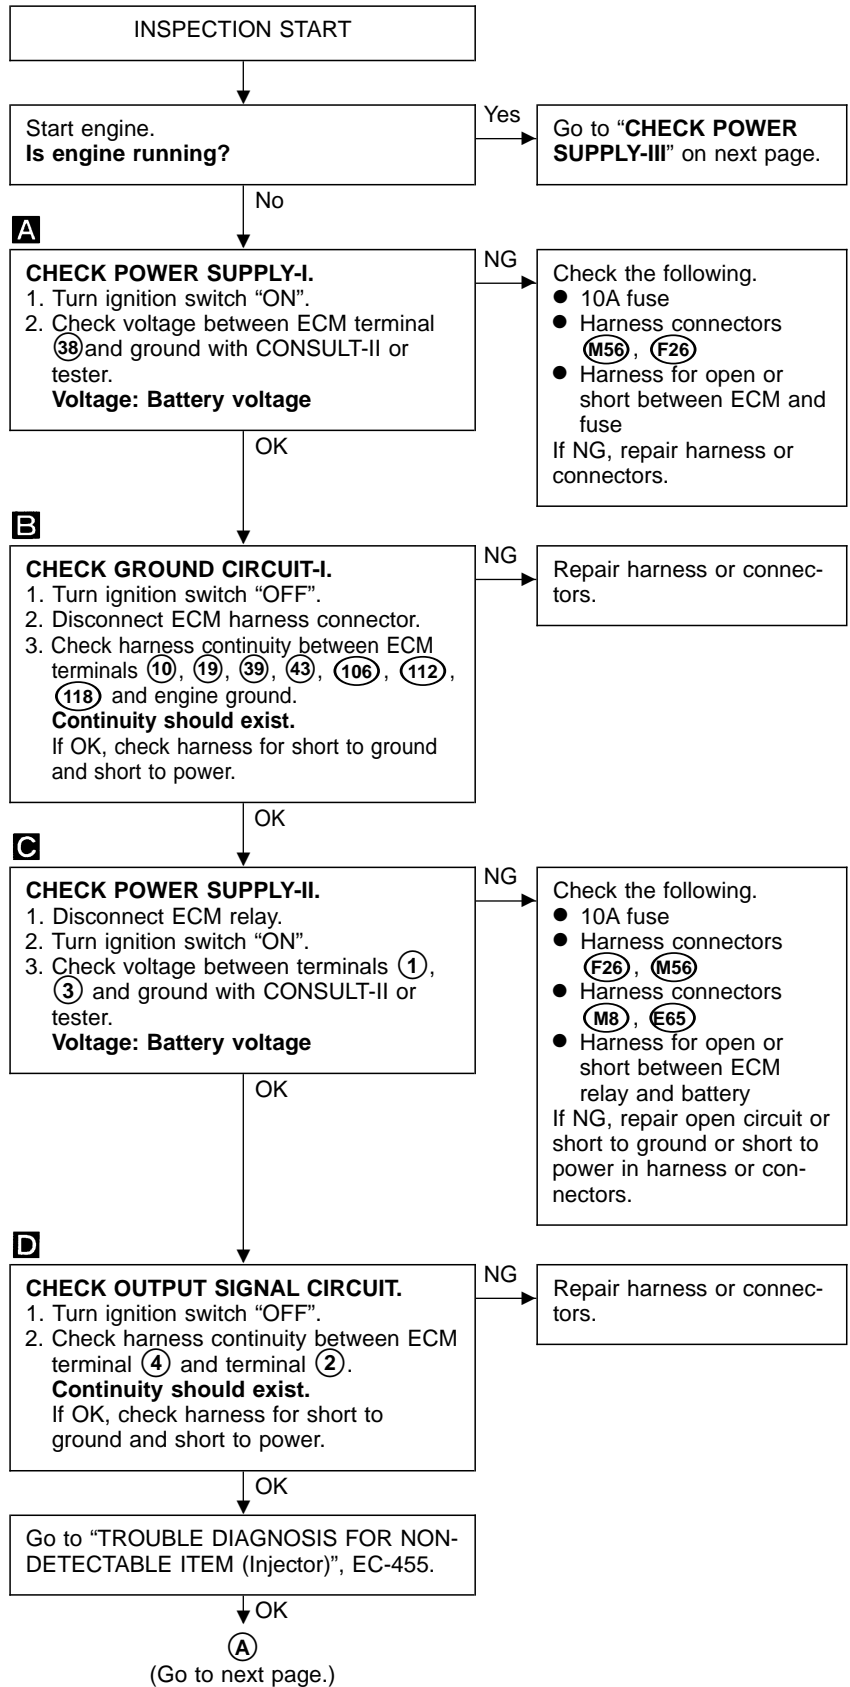 INSPECTION START
Start engine.
Is engine running?
Yes
Go to “CHECK POWER
SUPPLY-III” on next page.
No
A
CHECK POWER SUPPLY-I.
1. Turn ignition switch “ON”.
2. Check voltage between ECM terminal
38 and ground with CONSULT-II or
tester.
Voltage: Battery voltage
NG
Check the following.
● 10A fuse
● Harness connectors
M56, F26
● Harness for open or
short between ECM and
fuse
If NG, repair harness or
connectors.
OK
B
CHECK GROUND CIRCUIT-I.
1. Turn ignition switch “OFF”.
2. Disconnect ECM harness connector.
3. Check harness continuity between ECM
terminals 10, 19, 39, 43, 106, 112,
118 and engine ground.
Continuity should exist.
If OK, check harness for short to ground
and short to power.
NG
Repair harness or connec-
tors.
OK
C
CHECK POWER SUPPLY-II.
1. Disconnect ECM relay.
2. Turn ignition switch “ON”.
3. Check voltage between terminals 1,
3 and ground with CONSULT-II or
tester.
Voltage: Battery voltage
NG
Check the following.
● 10A fuse
● Harness connectors
F26, M56
● Harness connectors
M8, E65
● Harness for open or
short between ECM
relay and battery
If NG, repair open circuit or
short to ground or short to
power in harness or con-
nectors.
OK
D
CHECK OUTPUT SIGNAL CIRCUIT.
1. Turn ignition switch “OFF”.
2. Check harness continuity between ECM
terminal 4 and terminal 2.
Continuity should exist.
If OK, check harness for short to
ground and short to power.
NG
Repair harness or connec-
tors.
OK
Go to “TROUBLE DIAGNOSIS FOR NON-
DETECTABLE ITEM (Injector)”, EC-455.
OK
A
(Go to next page.)